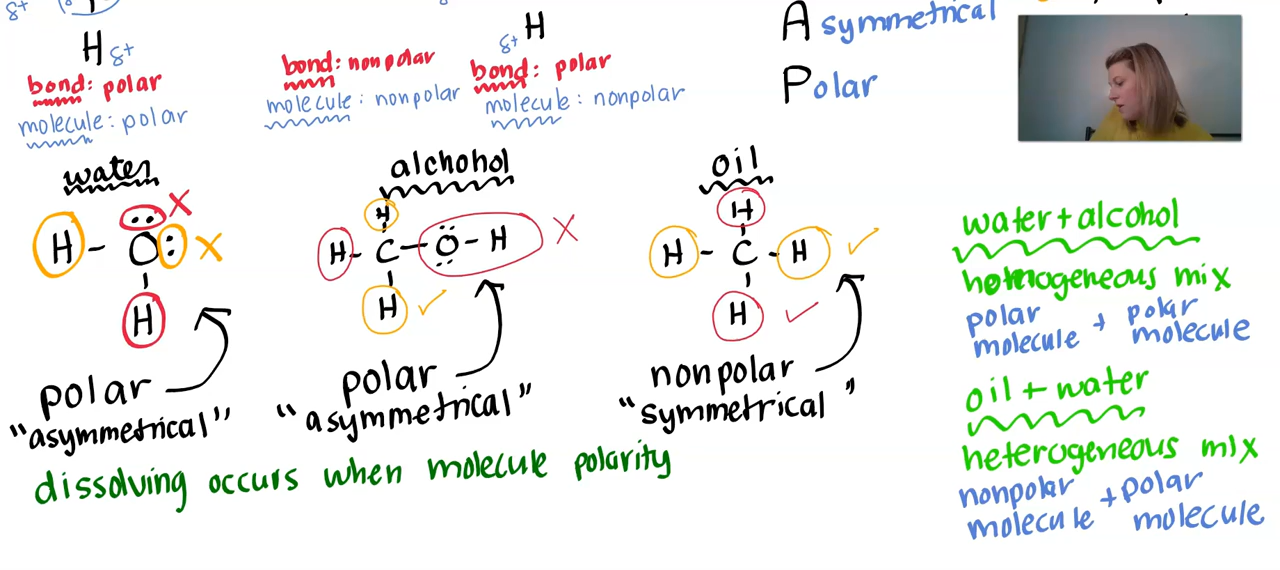 δ+
δ+ H
H δ+
A symmetrical
bond: polar
molecule: polar
bond: nonpolar
molecule: nonpolar
bond: polar
molecule: nonpolar
Polar
water
H - O :
H
polar
"asymmetrical"
alchohol
H
H - C - O - H
H
polar
"asymmetrical"
oil
H
H - C - H
H
nonpolar
"symmetrical"
water + alcohol
homogeneous mix
polar + polar
molecule molecule
oil + water
heterogeneous mix
nonpolar + polar
molecule molecule
dissolving occurs when molecule polarity